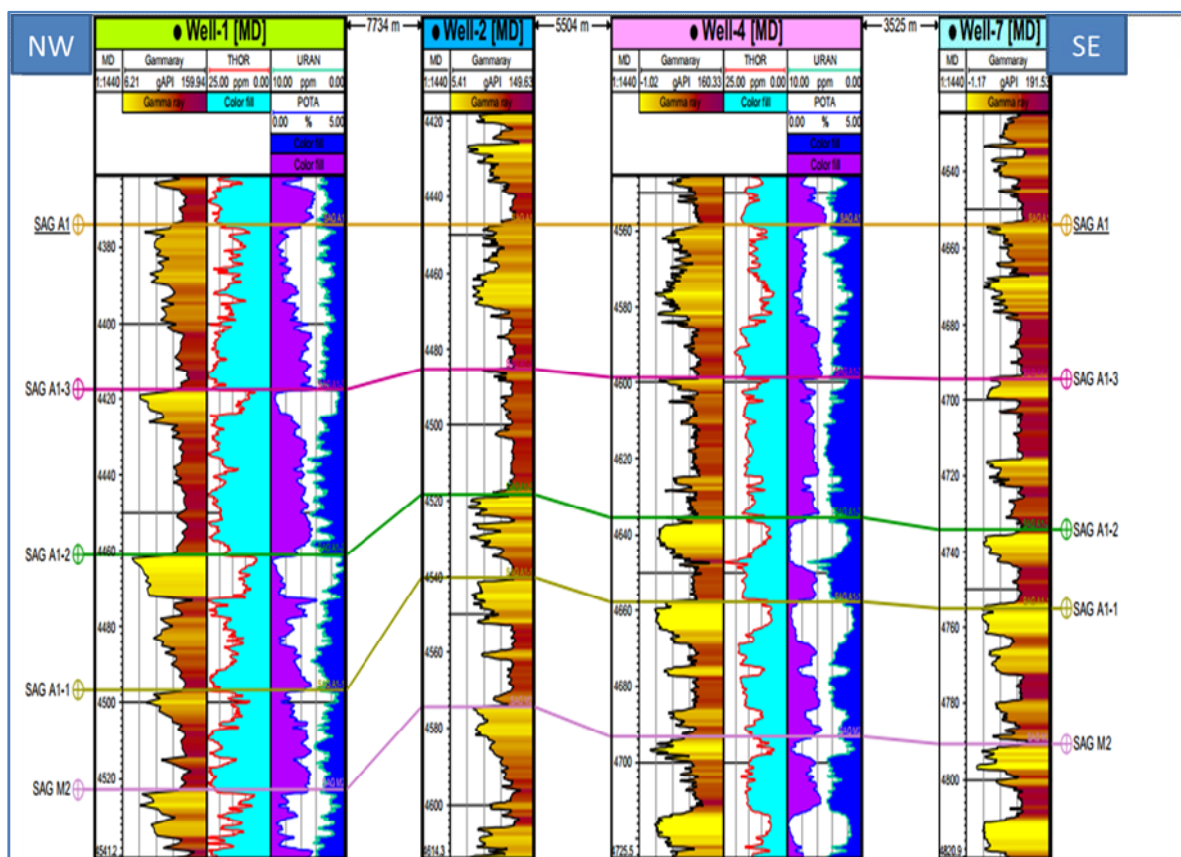 NW
● Well-1 [MD]
7734 m
● Well-2 [MD]
5504 m
● Well-4 [MD]
3525 m
● Well-7 [MD]
SE
MD Gammaray THOR URAN
1:1440 6.21 gAPI 159.94 25.00 ppm 0.00 10.00 ppm 0.00
Gamma ray Color fill POTA
0.00 % 5.00
Color fill
Color fill
MD Gammaray
1:1440 5.41 gAPI 149.63
Gamma ray
MD Gammaray THOR URAN
1:1440 -1.02 gAPI 160.33 25.00 ppm 0.00 10.00 ppm 0.00
Gamma ray Color fill POTA
0.00 % 5.00
Color fill
Color fill
MD Gammaray
1:1440 -1.17 gAPI 191.53
Gamma ray
SAG A1
SAG A1-3
SAG A1-2
SAG A1-1
SAG M2
4380
4400
4420
4440
4460
4480
4500
4520
4541.2
4420
4440
4460
4480
4500
4520
4540
4560
4580
4600
4614.3
4560
4580
4600
4620
4640
4660
4680
4700
4725.5
4640
4660
4680
4700
4720
4740
4760
4780
4800
4820.9
SAG A1
SAG A1-3
SAG A1-2
SAG A1-1
SAG M2